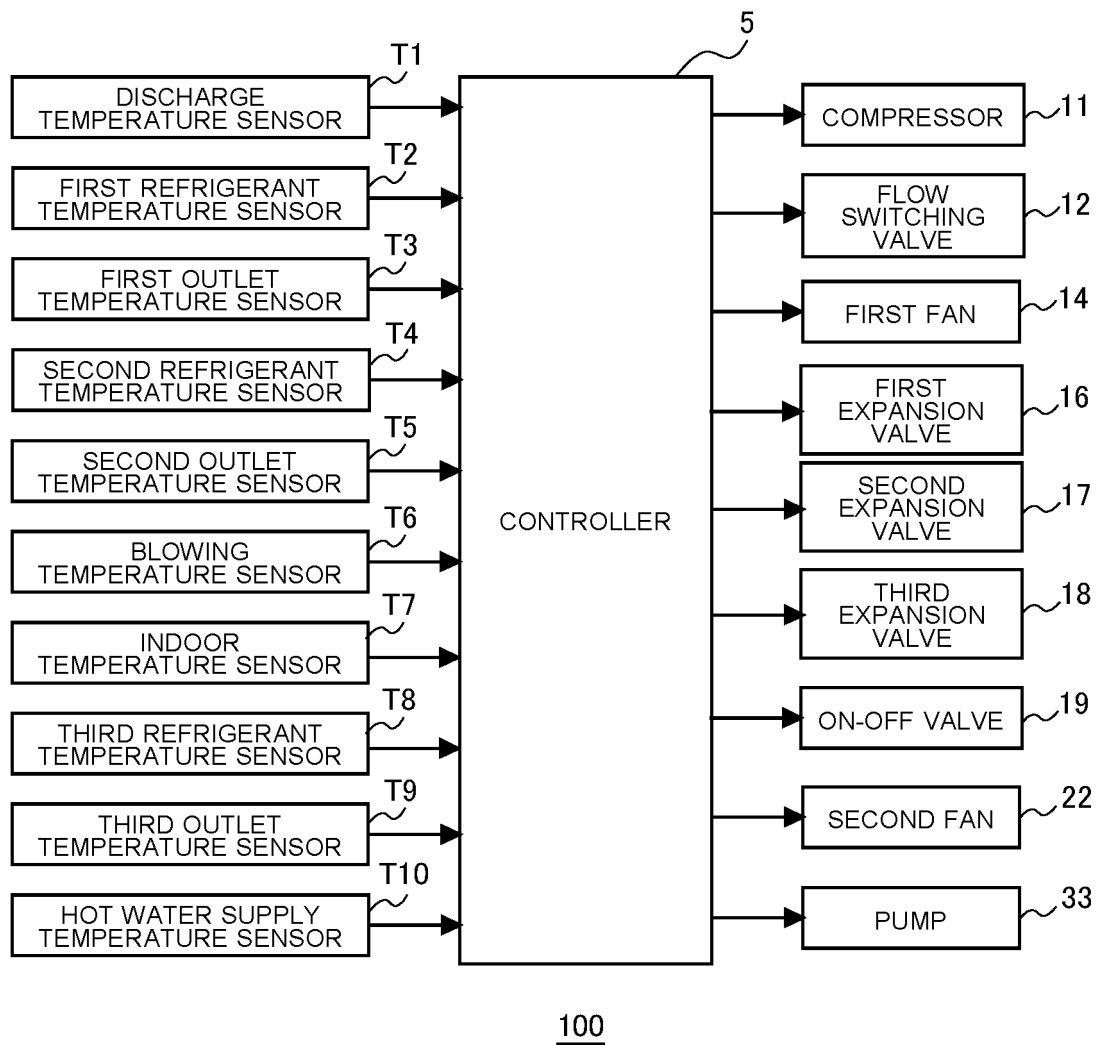 5
T1
DISCHARGE
TEMPERATURE SENSOR
T2
FIRST REFRIGERANT
TEMPERATURE SENSOR
T3
FIRST OUTLET
TEMPERATURE SENSOR
T4
SECOND REFRIGERANT
TEMPERATURE SENSOR
T5
SECOND OUTLET
TEMPERATURE SENSOR
T6
BLOWING
TEMPERATURE SENSOR
T7
INDOOR
TEMPERATURE SENSOR
T8
THIRD REFRIGERANT
TEMPERATURE SENSOR
T9
THIRD OUTLET
TEMPERATURE SENSOR
T10
HOT WATER SUPPLY
TEMPERATURE SENSOR
CONTROLLER
COMPRESSOR
11
FLOW
SWITCHING
VALVE
12
FIRST FAN
14
FIRST
EXPANSION
VALVE
16
SECOND
EXPANSION
VALVE
17
THIRD
EXPANSION
VALVE
18
ON-OFF VALVE
19
SECOND FAN
22
PUMP
33
100